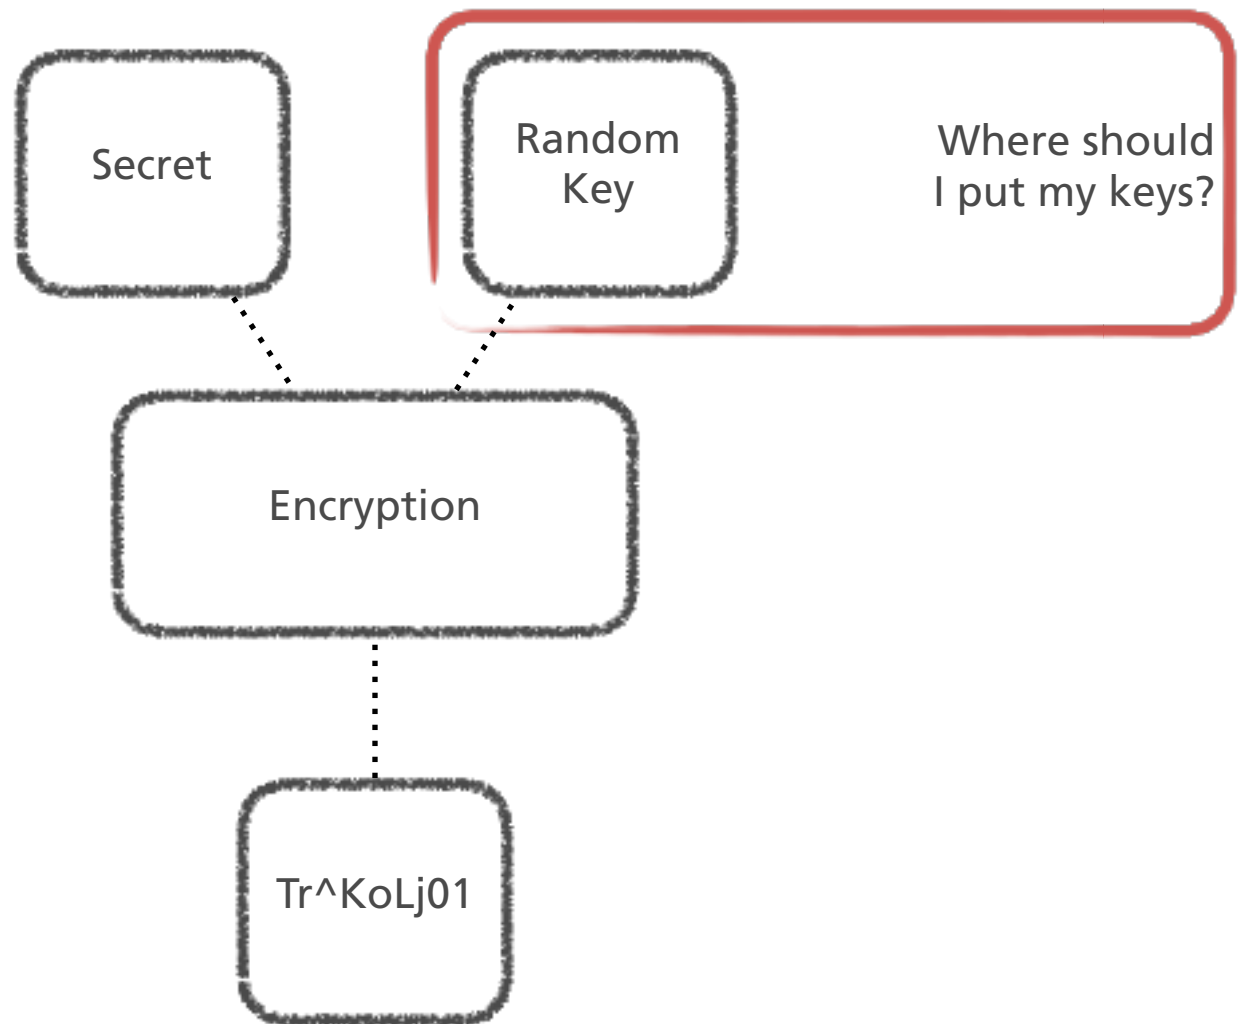 Secret
Random
Key
Where should
I put my keys?
Encryption
Tr^KoLj01